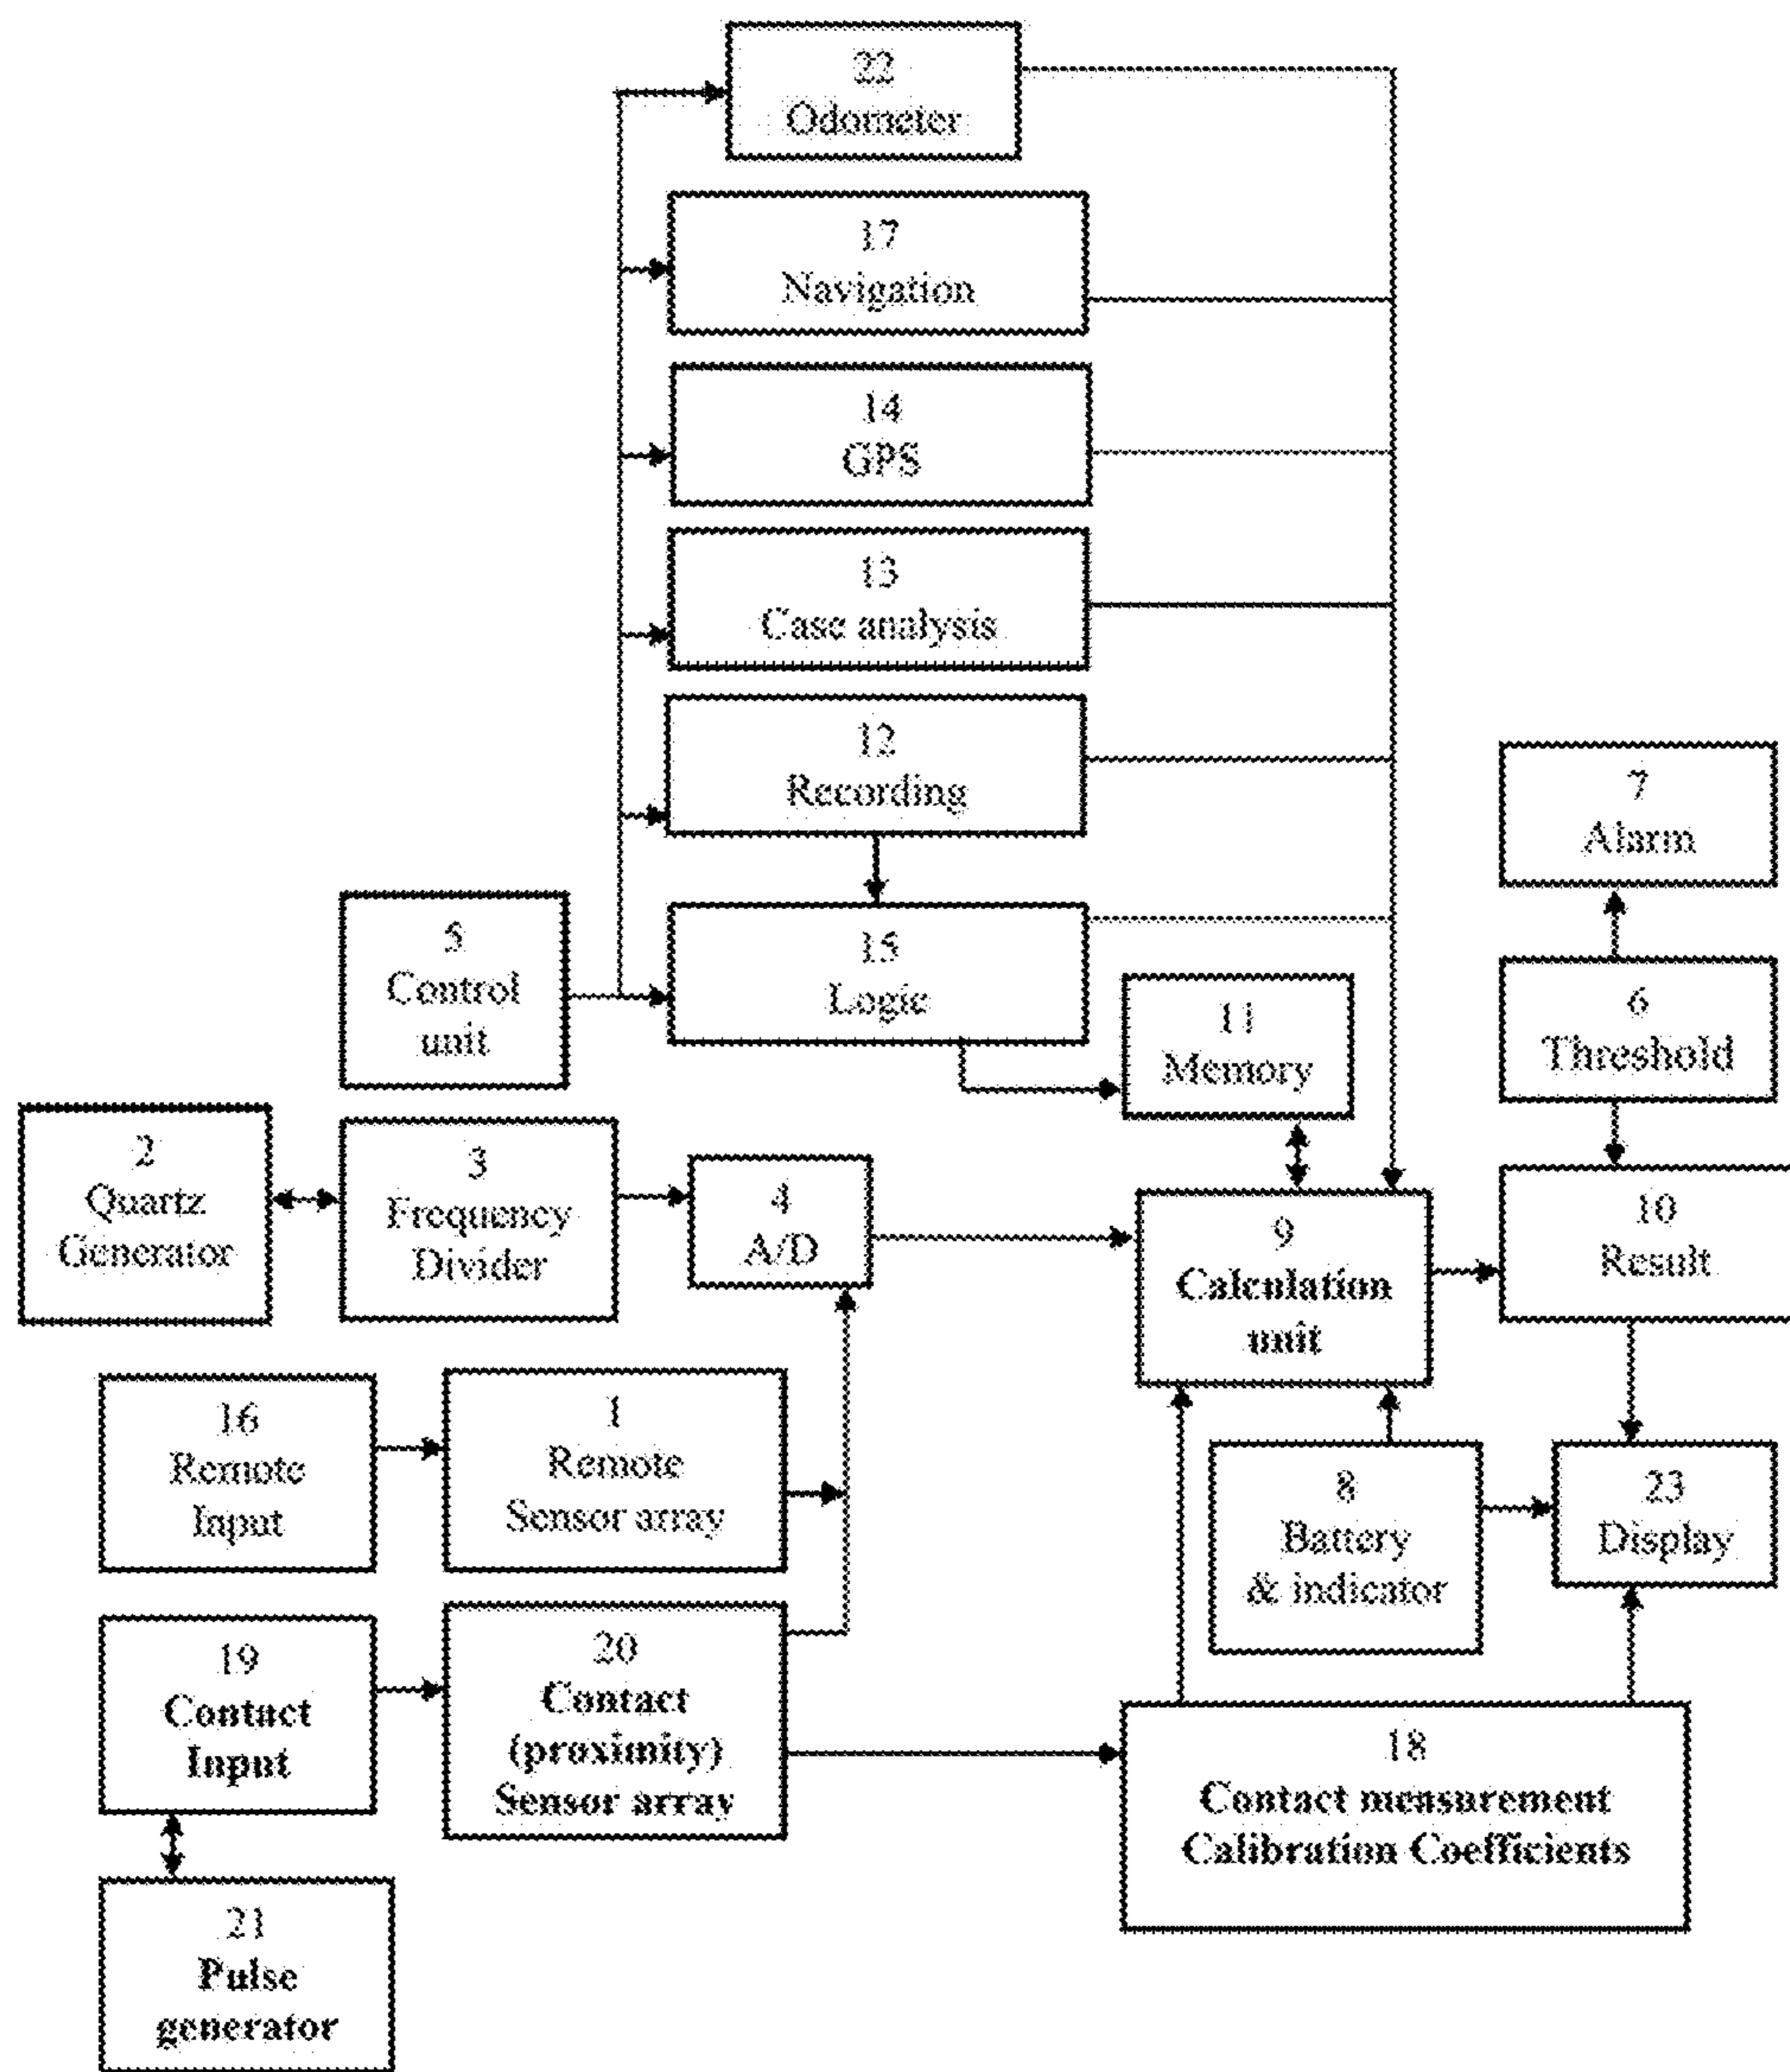 22
Odometer
17
Navigation
14
GPS
13
Case analysis
12
Recording
7
Alarm
5
Control
unit
15
Logic
11
Memory
6
Threshold
2
Quartz
Generator
3
Frequency
Divider
4
A/D
9
Calculation
unit
10
Result
16
Remote
Input
1
Remote
Sensor array
8
Battery
& indicator
23
Display
19
Contact
Input
20
Contact
(proximity)
Sensor array
18
Contact measurement
Calibration Coefficients
21
Pulse
generator